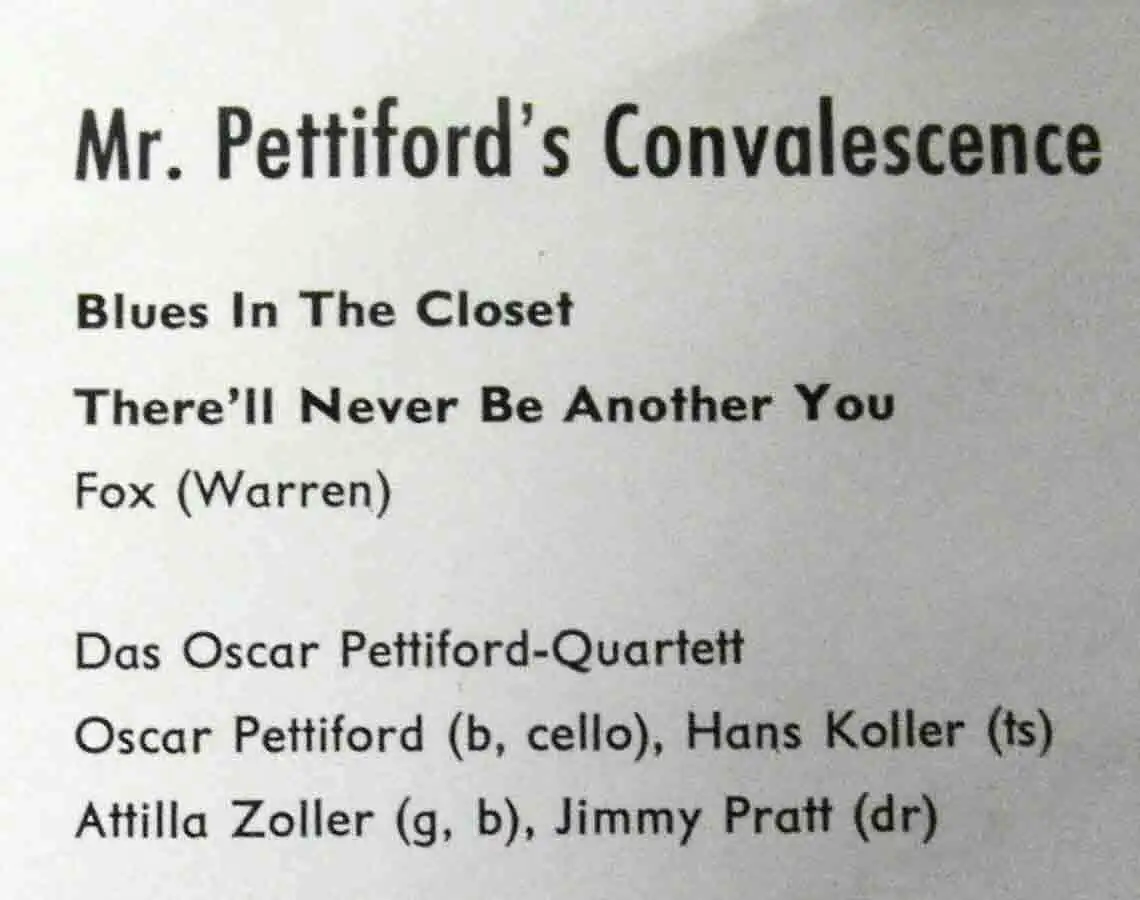 Mr. Pettiford's Convalescence
Blues In The Closet
There'll Never Be Another You
Fox (Warren)
Das Oscar Pettiford-Quartett
Oscar Pettiford (b, cello), Hans Koller (ts)
Attilla Zoller (g, b), Jimmy Pratt (dr)